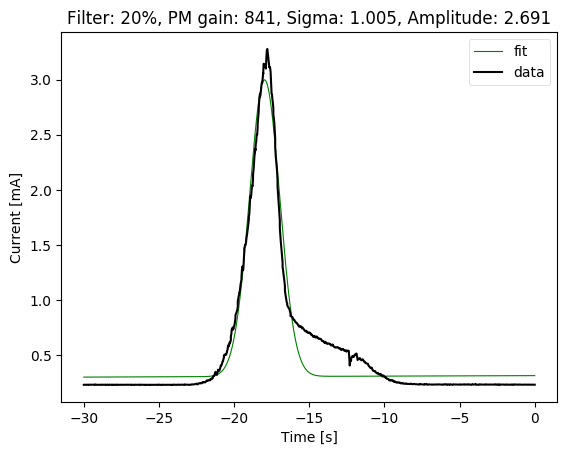 Filter: 20%, PM gain: 841, Sigma: 1.005, Amplitude: 2.691
fit
data
3.0
2.5
2.0
1.5
1.0
0.5
Current [mA]
−30
−25
−20
−15
−10
−5
0
Time [s]